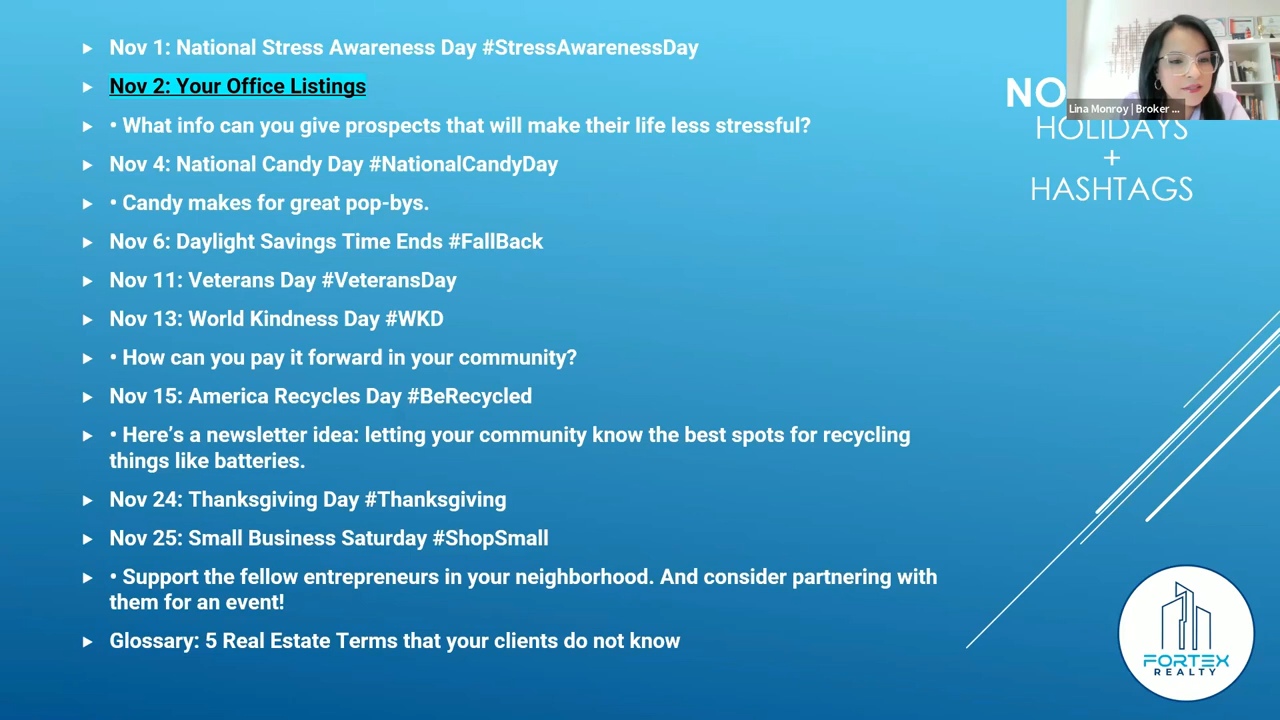 Nov 1: National Stress Awareness Day #StressAwarenessDay
Nov 2: Your Office Listings
• What info can you give prospects that will make their life less stressful?
Nov 4: National Candy Day #NationalCandyDay
• Candy makes for great pop-bys.
Nov 6: Daylight Savings Time Ends #FallBack
Nov 11: Veterans Day #VeteransDay
Nov 13: World Kindness Day #WKD
• How can you pay it forward in your community?
Nov 15: America Recycles Day #BeRecycled
• Here’s a newsletter idea: letting your community know the best spots for recycling
things like batteries.
Nov 24: Thanksgiving Day #Thanksgiving
Nov 25: Small Business Saturday #ShopSmall
• Support the fellow entrepreneurs in your neighborhood. And consider partnering with
them for an event!
Glossary: 5 Real Estate Terms that your clients do not know
Lina Monroy | Broker ...
NO
HOLIDAYS
+
HASHTAGS
FORTEX
REALTY